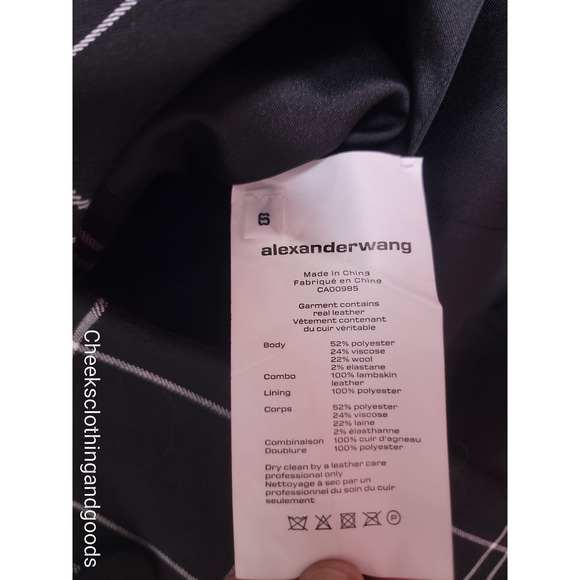 6
alexanderwang
Made in China
Fabriqué en Chine
CA00985
Garment contains
real leather
Vêtement contenant
du cuir véritable
Body 52% polyester
24% viscose
22% wool
2% elastane
Combo 100% lambskin
leather
Lining 100% polyester
Corps 52% polyester
24% viscose
22% laine
2% élasthanne
Combinaison 100% cuir d'agneau
Doublure 100% polyester
Dry clean by a leather care
professional only
Nettoyage à sec par un
professionnel du soin du cuir
seulement
P
Cheeksclothingandgoods